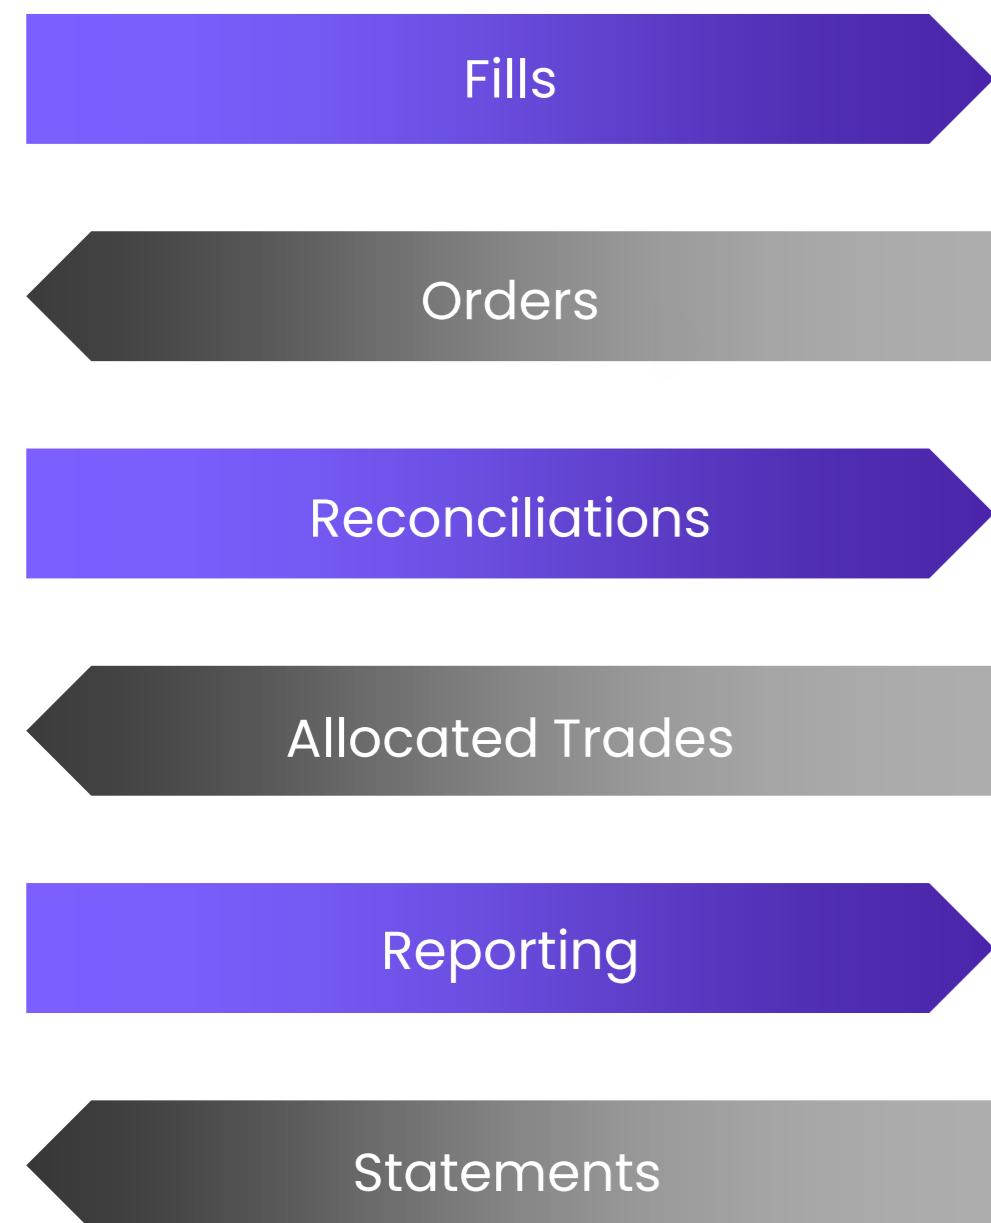 Fills
Orders
Reconciliations
Allocated Trades
Reporting
Statements